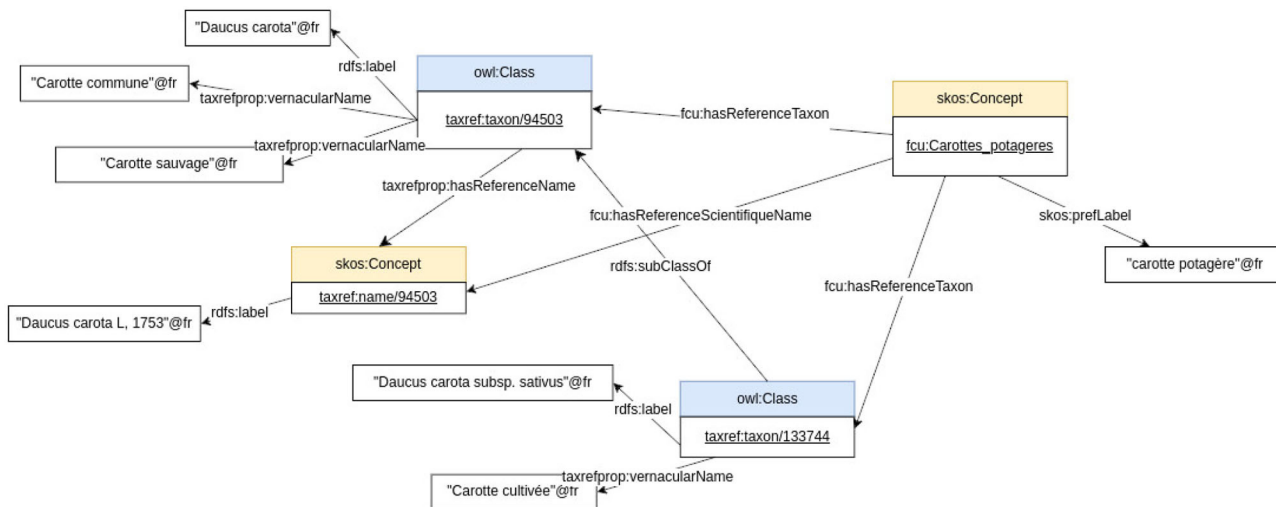 "Daucus carota"@fr
rdfs:label
owl:Class
"Carotte commune"@fr
taxrefprop:vernacularName
skos:Concept
taxref:taxon/94503
fcu:hasReferenceTaxon
taxrefprop:vernacularName
fcu:Carottes_potageres
"Carotte sauvage"@fr
taxrefprop:hasReferenceName
fcu:hasReferenceScientifiqueName
skos:prefLabel
skos:Concept
rdfs:subClassOf
"carotte potagère"@fr
fcu:hasReferenceTaxon
taxref:name/94503
rdfs:label
"Daucus carota L, 1753"@fr
"Daucus carota subsp. sativus"@fr
owl:Class
rdfs:label
taxref:taxon/133744
taxrefprop:vernacularName
"Carotte cultivée"@fr